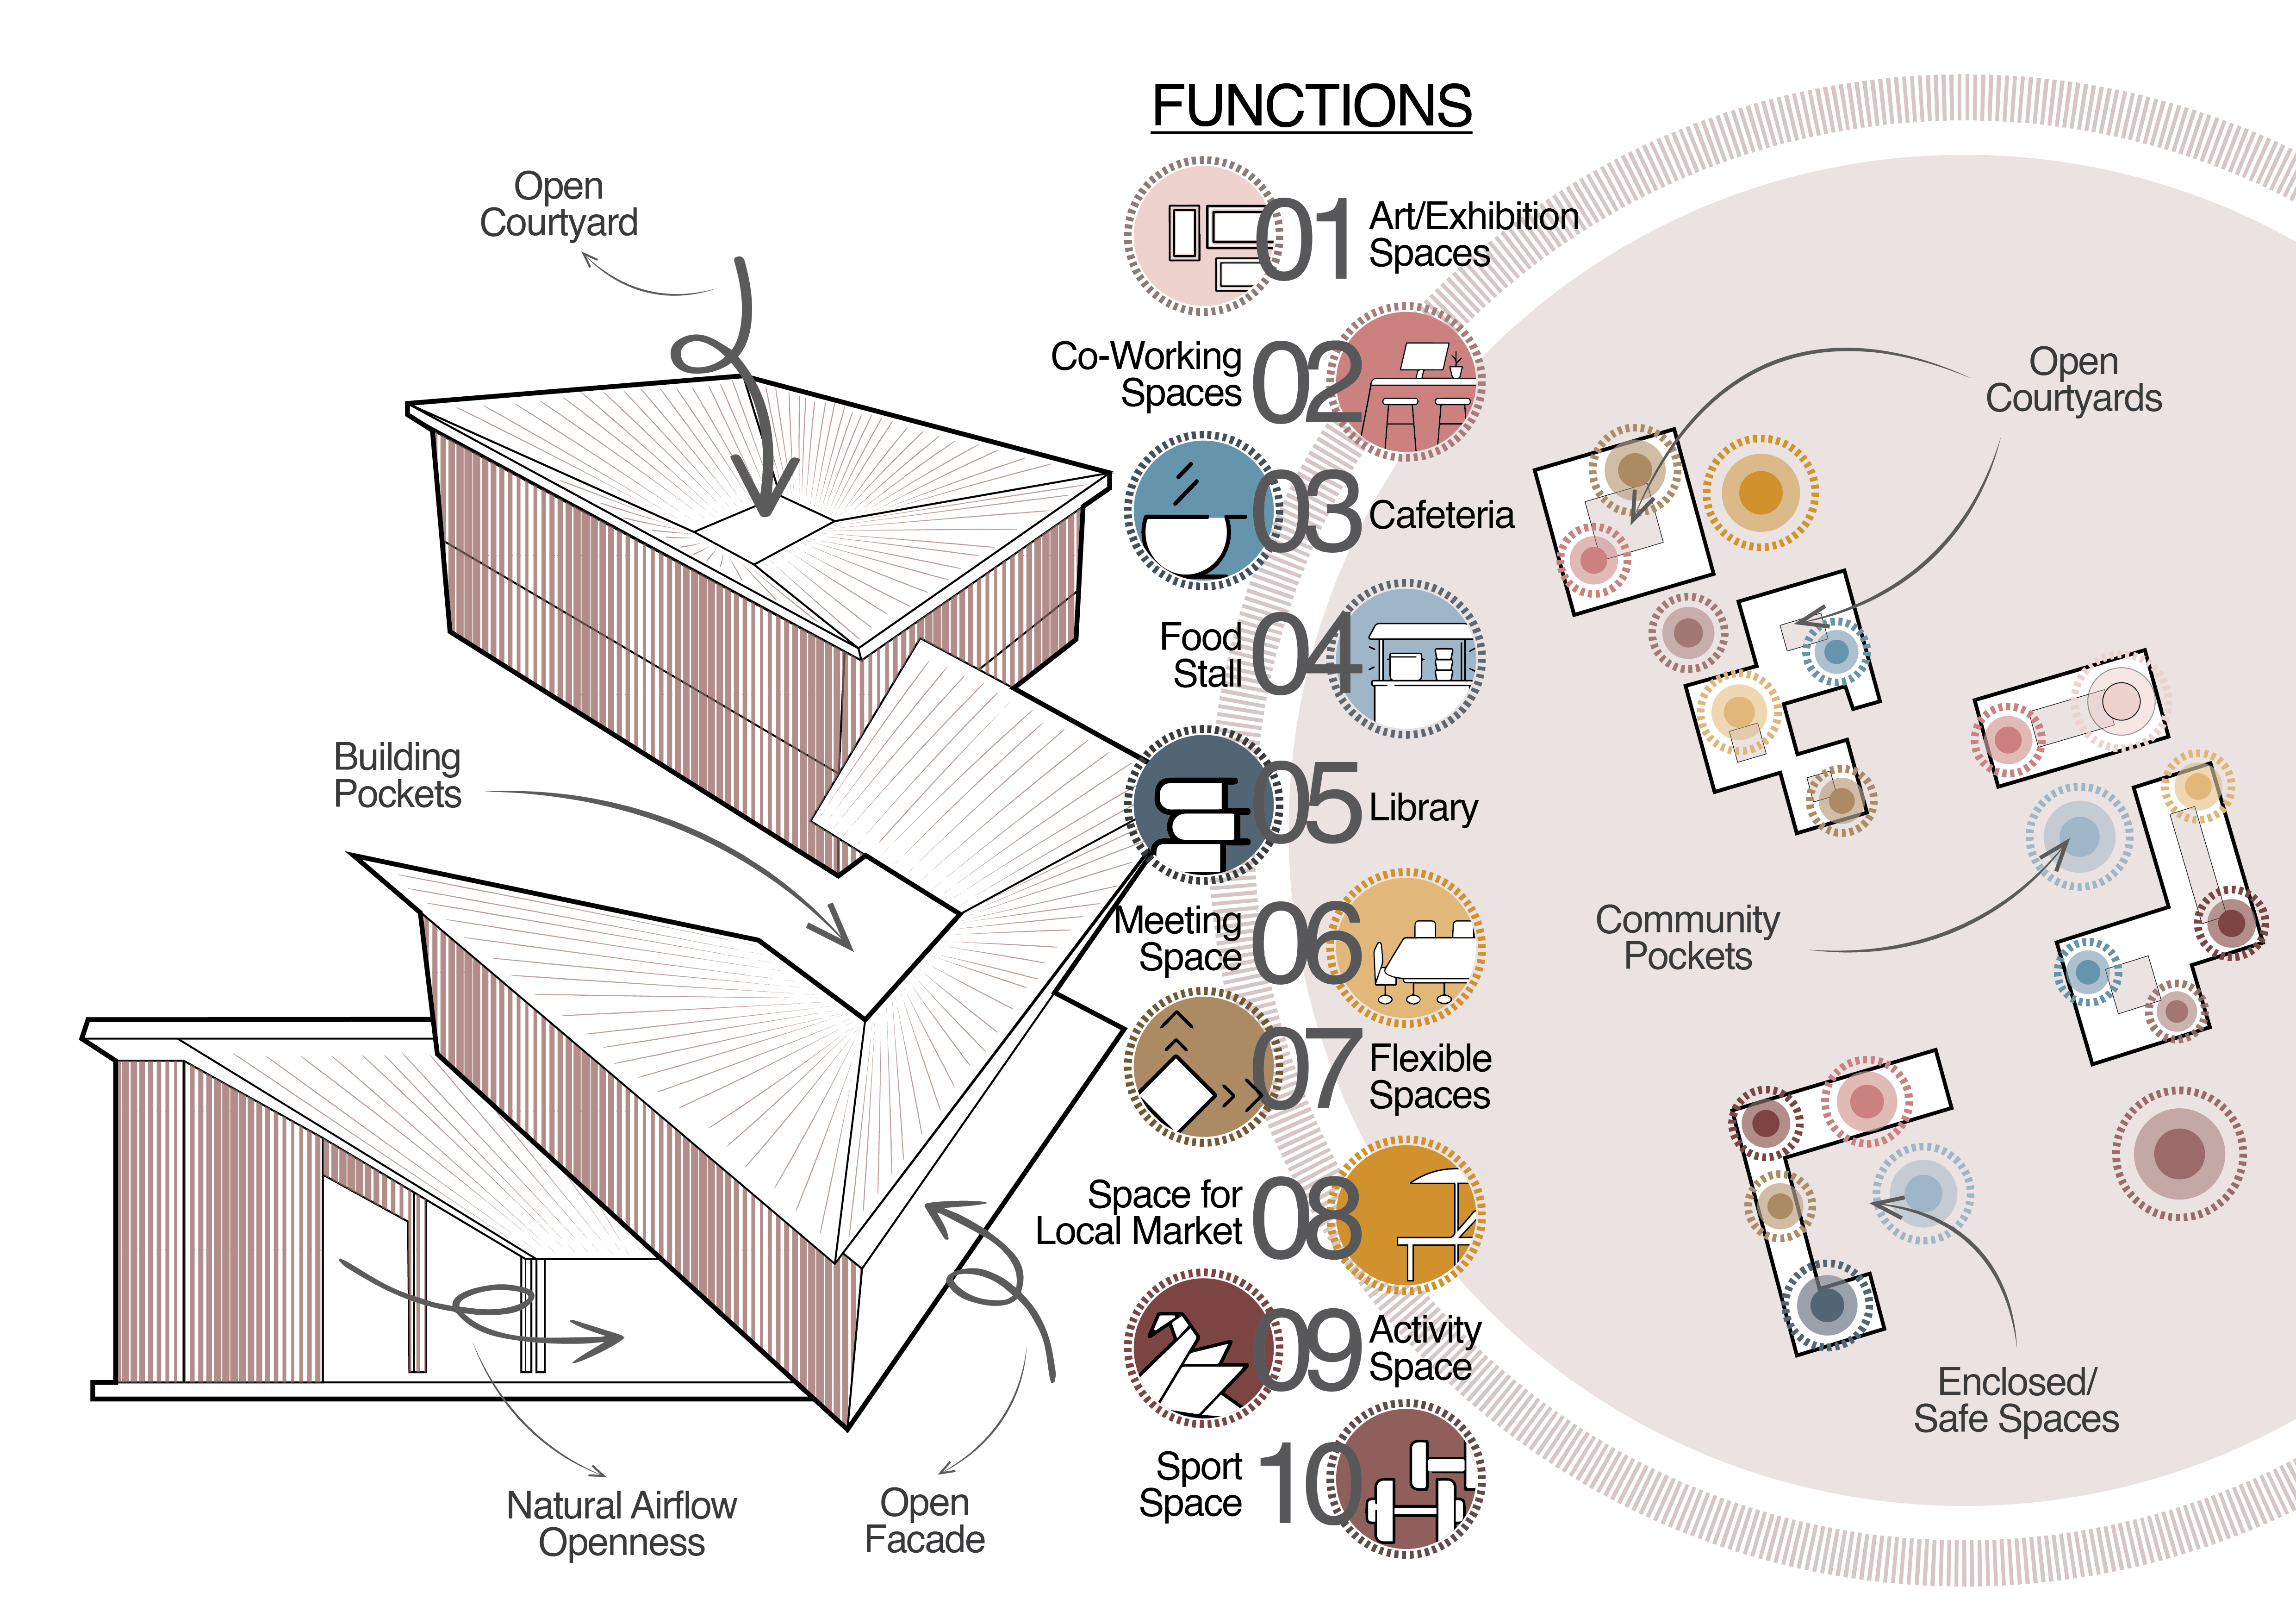 FUNCTIONS
Open
Courtyard
Building
Pockets
Natural Airflow
Openness
Open
Facade
01
Art/Exhibition
Spaces
Co-Working
Spaces
02
03
Cafeteria
Food
Stall
04
05
Library
Meeting
Space
06
07
Flexible
Spaces
Space for
Local Market
08
09
Activity
Space
Sport
Space
10
Open
Courtyards
Community
Pockets
Enclosed/
Safe Spaces